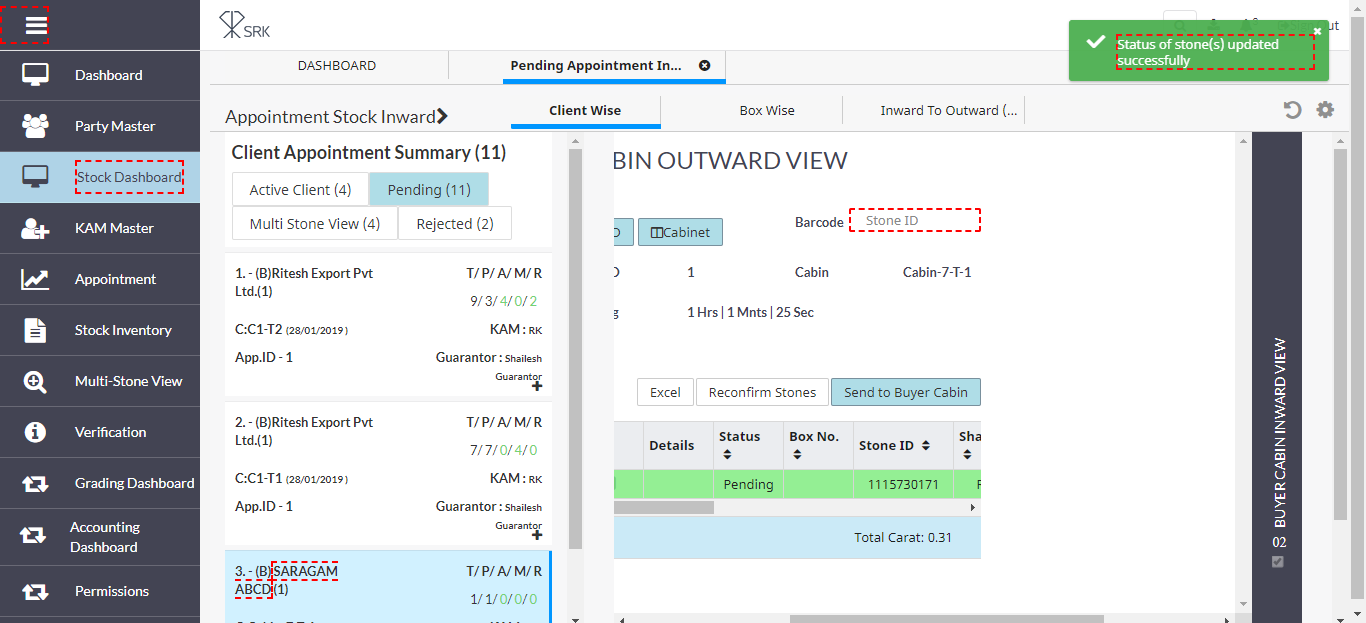 SRK
Sign out
Status of stone(s) updated
successfully
Dashboard
Party Master
Stock Dashboard
KAM Master
Appointment
Stock Inventory
Multi-Stone View
Verification
Grading Dashboard
Accounting
Dashboard
Permissions
DASHBOARD
Pending Appointment In...
Appointment Stock Inward
Client Wise
Box Wise
Inward To Outward (...
Client Appointment Summary (11)
Active Client (4)
Pending (11)
Multi Stone View (4)
Rejected (2)
1. - (B)Ritesh Export Pvt
Ltd.(1)
T/ P/ A/ M/ R
9/ 3/ 4/ 0/ 2
C:C1-T2 (28/01/2019 )
KAM : RK
App.ID - 1
Guarantor : Shailesh
Guarantor
2. - (B)Ritesh Export Pvt
Ltd.(1)
T/ P/ A/ M/ R
7/ 7/ 0/ 4/ 0
C:C1-T1 (28/01/2019 )
KAM : RK
App.ID - 1
Guarantor : Shailesh
Guarantor
3. - (B)SARAGAM
ABCD(1)
T/ P/ A/ M/ R
1/ 1/ 0/ 0/ 0
BIN OUTWARD VIEW
Cabinet
Barcode
Stone ID
1
Cabin
Cabin-7-T-1
g
1 Hrs | 1 Mnts | 25 Sec
Excel
Reconfirm Stones
Send to Buyer Cabin
Details
Status
Box No.
Stone ID
Sha
Pending
1115730171
Total Carat: 0.31
BUYER CABIN INWARD VIEW
02